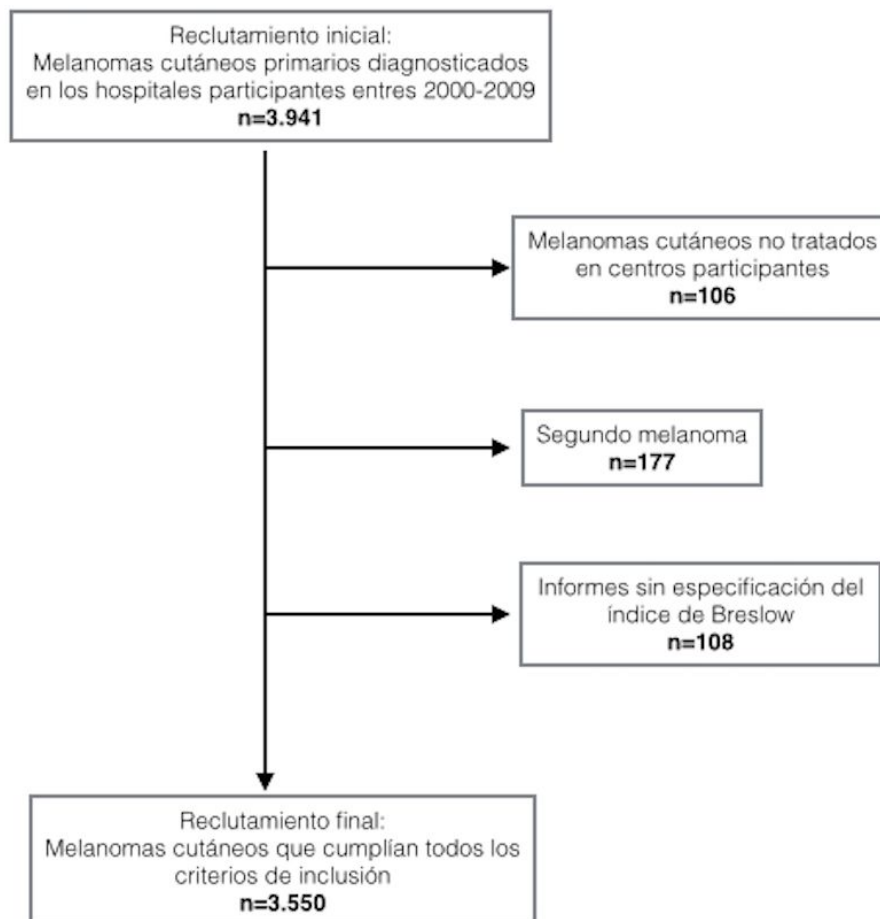 Reclutamiento inicial:
Melanomas cutáneos primarios diagnosticados
en los hospitales participantes entres 2000-2009
n=3.941
Melanomas cutáneos no tratados
en centros participantes
n=106
Segundo melanoma
n=177
Informes sin especificación del
índice de Breslow
n=108
Reclutamiento final:
Melanomas cutáneos que cumplían todos los
criterios de inclusión
n=3.550